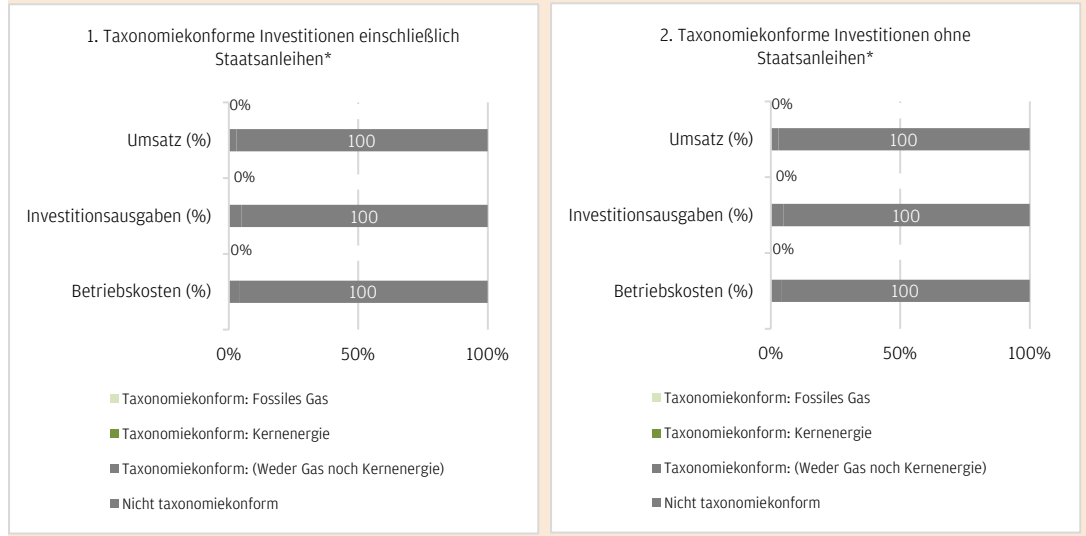 1. Taxonomiekonforme Investitionen einschließlich
Staatsanleihen*
0%
Umsatz (%)
100
0%
Investitionsausgaben (%)
100
0%
Betriebskosten (%)
100
0%
50%
100%
Taxonomiekonform: Fossiles Gas
Taxonomiekonform: Kernenergie
Taxonomiekonform: (Weder Gas noch Kernenergie)
Nicht taxonomiekonform
2. Taxonomiekonforme Investitionen ohne
Staatsanleihen*
0%
Umsatz (%)
100
0%
Investitionsausgaben (%)
100
0%
Betriebskosten (%)
100
0%
50%
100%
Taxonomiekonform: Fossiles Gas
Taxonomiekonform: Kernenergie
Taxonomiekonform: (Weder Gas noch Kernenergie)
Nicht taxonomiekonform